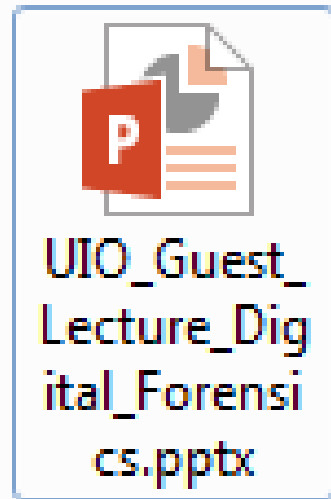 P
UIO_Guest_
Lecture_Dig
ital_Forensi
cs.pptx